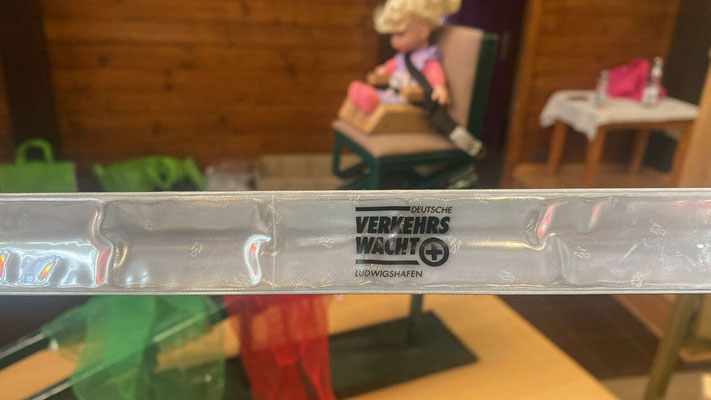 DEUTSCHE
VERKEHRS
WACHT
LUDWIGSHAFEN